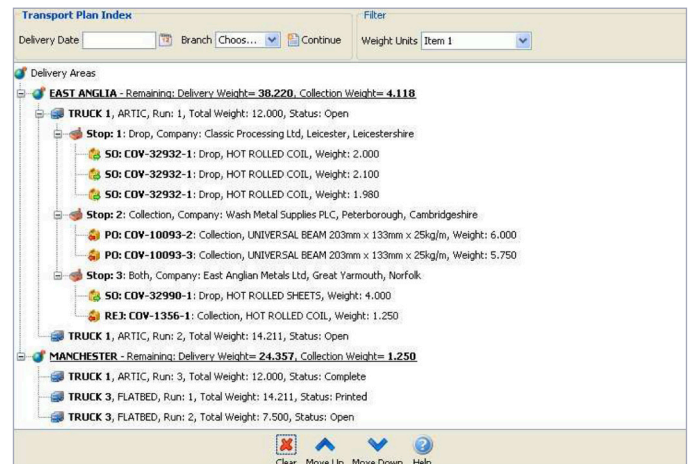 Transport Plan Index
Filter
Delivery Date Branch Choos... Continue
Weight Units Item 1
Delivery Areas
EAST ANGLIA - Remaining: Delivery Weight= 38.220, Collection Weight= 4.118
TRUCK 1, ARTIC, Run: 1, Total Weight: 12.000, Status: Open
Stop: 1: Drop, Company: Classic Processing Ltd, Leicester, Leicestershire
SO: COV-32932-1: Drop, HOT ROLLED COIL, Weight: 2.000
SO: COV-32932-1: Drop, HOT ROLLED COIL, Weight: 2.100
SO: COV-32932-1: Drop, HOT ROLLED COIL, Weight: 1.980
Stop: 2: Collection, Company: Wash Metal Supplies PLC, Peterborough, Cambridgeshire
PO: COV-10093-2: Collection, UNIVERSAL BEAM 203mm x 133mm x 25kg/m, Weight: 6.000
PO: COV-10093-3: Collection, UNIVERSAL BEAM 203mm x 133mm x 25kg/m, Weight: 5.750
Stop: 3: Both, Company: East Anglian Metals Ltd, Great Yarmouth, Norfolk
SO: COV-32990-1: Drop, HOT ROLLED SHEETS, Weight: 4.000
REJ: COV-1356-1: Collection, HOT ROLLED COIL, Weight: 1.250
TRUCK 1, ARTIC, Run: 2, Total Weight: 14.211, Status: Open
MANCHESTER - Remaining: Delivery Weight= 24.357, Collection Weight= 1.250
TRUCK 1, ARTIC, Run: 3, Total Weight: 12.000, Status: Complete
TRUCK 3, FLATBED, Run: 1, Total Weight: 14.211, Status: Printed
TRUCK 3, FLATBED, Run: 2, Total Weight: 7.500, Status: Open
Clear Move Up Move Down Help